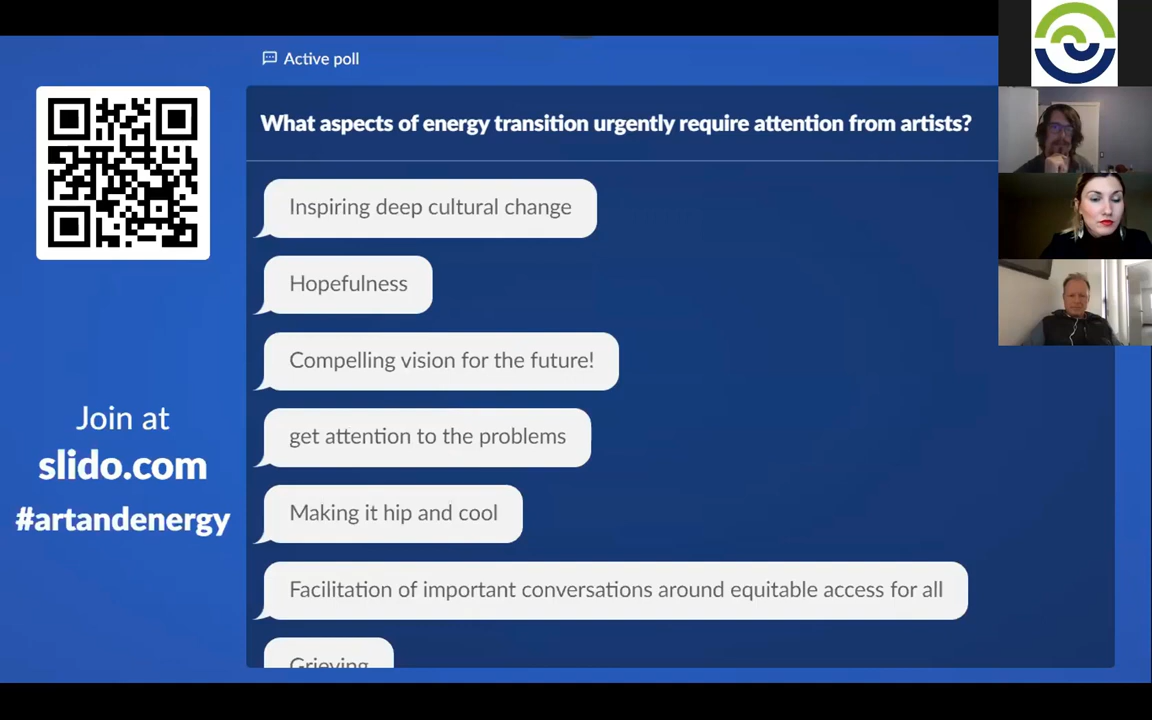 Active poll
What aspects of energy transition urgently require attention from artists?
Inspiring deep cultural change
Hopefulness
Compelling vision for the future!
get attention to the problems
Making it hip and cool
Facilitation of important conversations around equitable access for all
Grieving
Join at
slido.com
#artandenergy